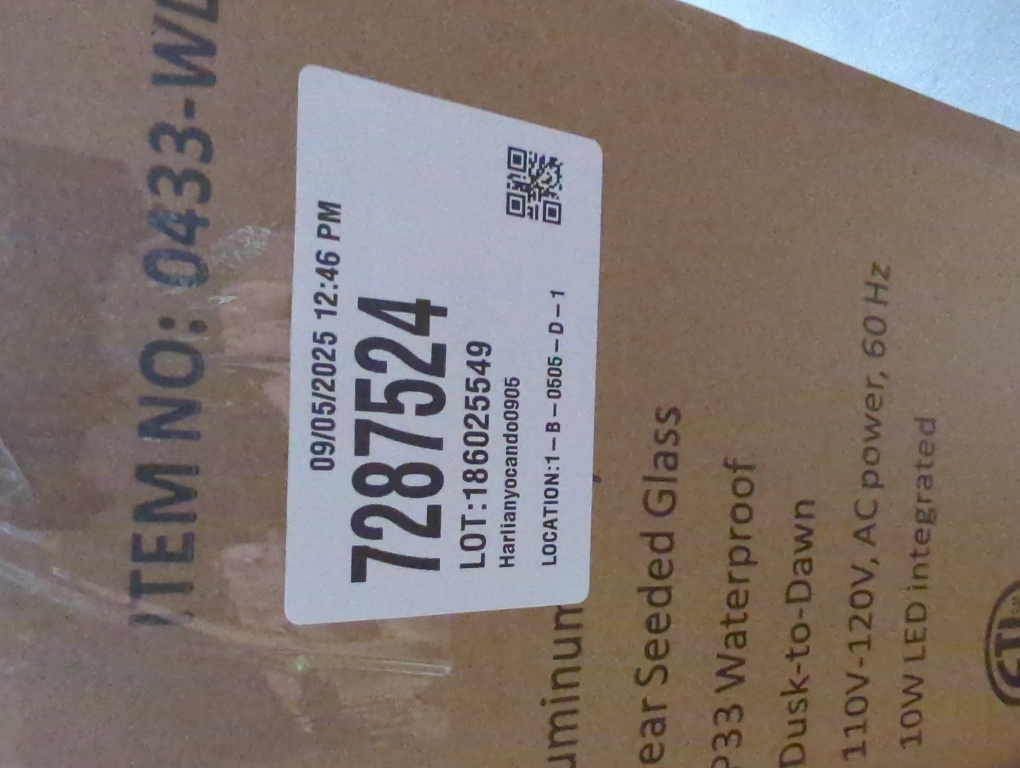 ITEM NO: 0433-WL
09/05/2025 12:46 PM
7287524
LOT:186025549
Harlianyocando0905
LOCATION:1-B-0505-D-1
uminum
ear Seeded Glass
P33 Waterproof
Dusk-to-Dawn
110V-120V, AC power, 60 Hz
10W LED integrated